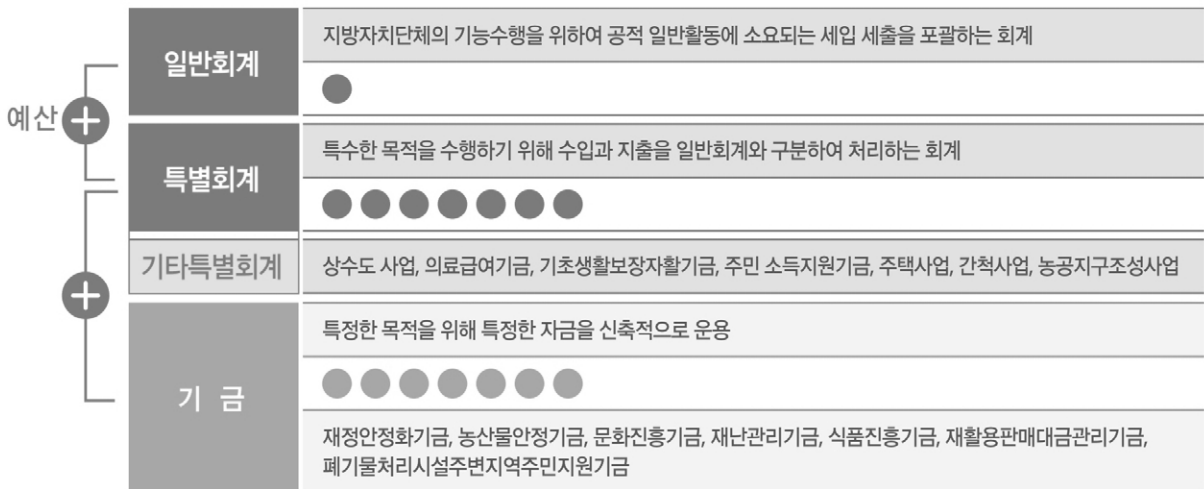 예산
일반회계
지방자치단체의 기능수행을 위하여 공적 일반활동에 소요되는 세입 세출을 포괄하는 회계
특별회계
특수한 목적을 수행하기 위해 수입과 지출을 일반회계와 구분하여 처리하는 회계
기타특별회계
상수도 사업, 의료급여기금, 기초생활보장자활기금, 주민 소득지원기금, 주택사업, 간척사업, 농공지구조성사업
기 금
특정한 목적을 위해 특정한 자금을 신축적으로 운용
재정안정화기금, 농산물안정기금, 문화진흥기금, 재난관리기금, 식품진흥기금, 재활용판매대금관리기금,
폐기물처리시설주변지역주민지원기금